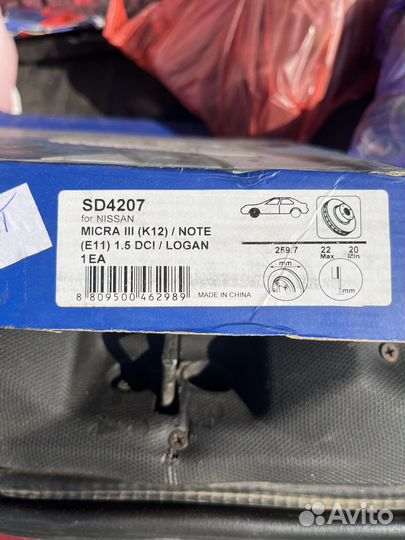 SD4207
for NISSAN
MICRA III (K12) / NOTE
(E11) 1.5 DCI / LOGAN
1EA
8 809500 462989
MADE IN CHINA
259.7 22 20
Max Min
mm
mm
Avito